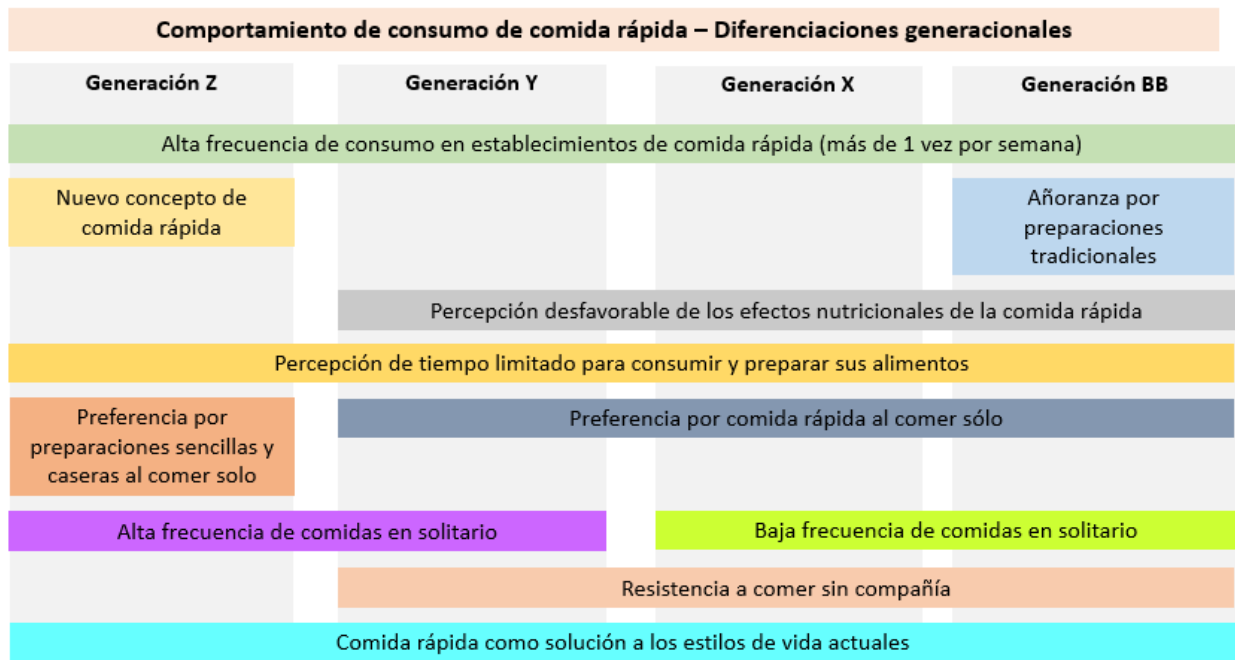 Comportamiento de consumo de comida rápida – Diferenciaciones generacionales
Generación Z
Generación Y
Generación X
Generación BB
Alta frecuencia de consumo en establecimientos de comida rápida (más de 1 vez por semana)
Nuevo concepto de
comida rápida
Añoranza por
preparaciones
tradicionales
Percepción desfavorable de los efectos nutricionales de la comida rápida
Percepción de tiempo limitado para consumir y preparar sus alimentos
Preferencia por
preparaciones sencillas y
caseras al comer solo
Preferencia por comida rápida al comer sólo
Alta frecuencia de comidas en solitario
Baja frecuencia de comidas en solitario
Resistencia a comer sin compañía
Comida rápida como solución a los estilos de vida actuales